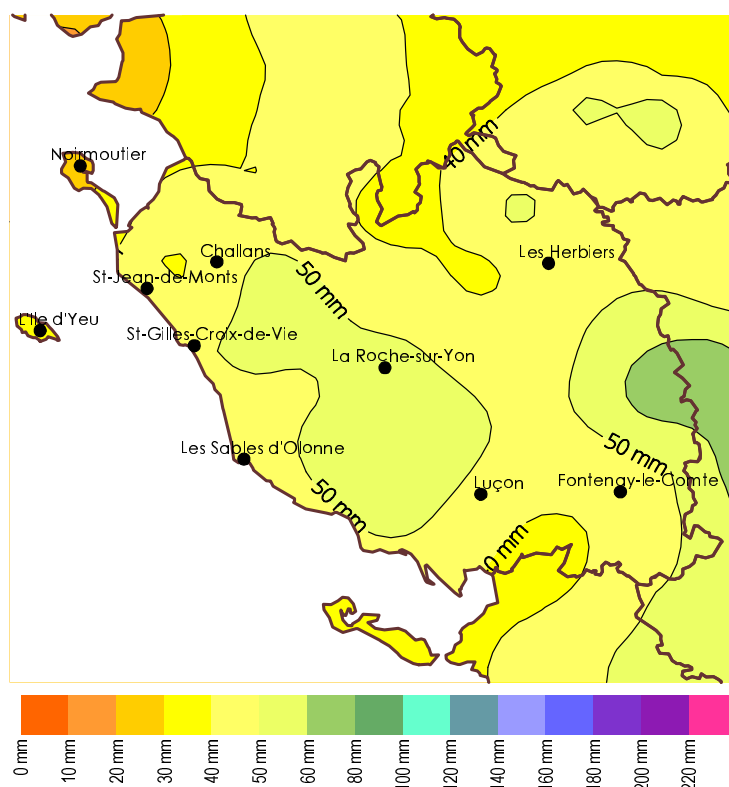 40 mm
Noirmoutier
Challans
Les Herbiers
St-Jean-de-Monts
50 mm
L'Ile d'Yeu
St-Gilles-Croix-de-Vie
La Roche-sur-Yon
Les Sables d'Olonne
50 mm
Luçon
Fontenay-le-Comte
50 mm
0 mm
0 mm
10 mm
20 mm
30 mm
40 mm
50 mm
60 mm
80 mm
100 mm
120 mm
140 mm
160 mm
180 mm
200 mm
220 mm